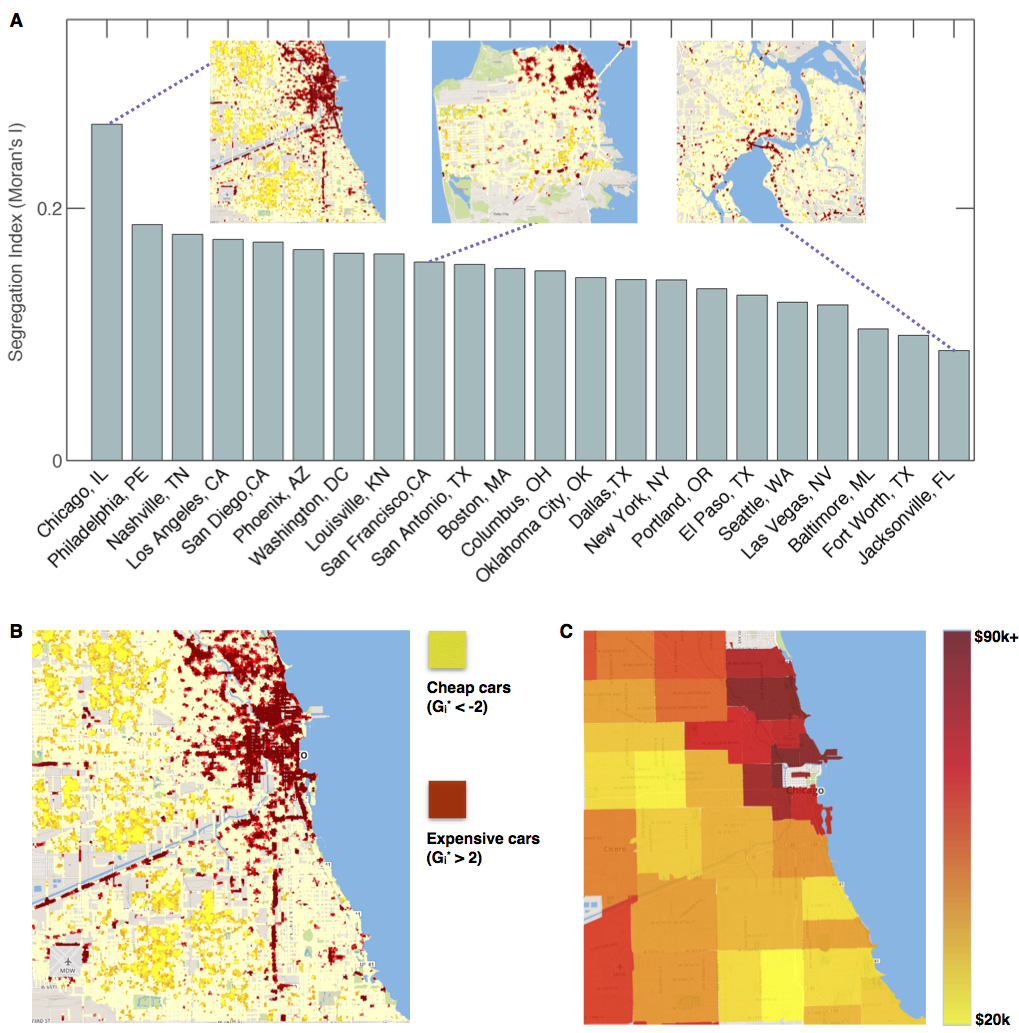 A
Segregation Index (Moran's I)
0.2
0
Chicago, IL
Philadelphia, PE
Nashville, TN
Los Angeles, CA
San Diego,CA
Phoenix, AZ
Washington, DC
Louisville, KN
San Francisco,CA
San Antonio, TX
Boston, MA
Columbus, OH
Oklahoma City, OK
Dallas,TX
New York, NY
Portland, OR
El Paso, TX
Seattle, WA
Las Vegas, NV
Baltimore, ML
Fort Worth, TX
Jacksonville, FL
B
MDW
Cheap cars
(Gi* < -2)
Expensive cars
(Gi* > 2)
C
Chicago
Cicero
$90k+
$20k